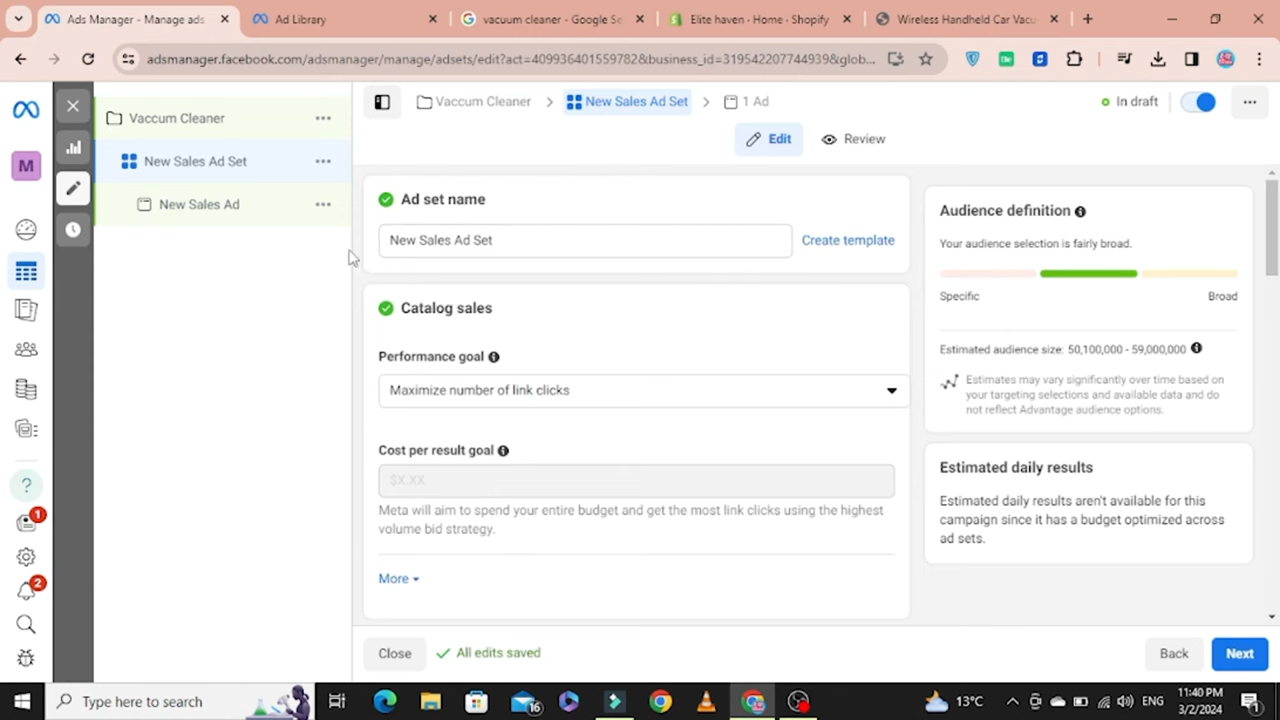 Ads Manager - Manage ads
Ad Library
vacuum cleaner - Google Se
Elite haven - Home - Shopify
Wireless Handheld Car Vacu
adsmanager.facebook.com/adsmanager/manage/adsets/edit?act=409936401559782&business_id=319542207744939&glob...
Vaccum Cleaner
New Sales Ad Set
1 Ad
In draft
Edit
Review
M
Vaccum Cleaner
New Sales Ad Set
New Sales Ad
Ad set name
New Sales Ad Set
Create template
Catalog sales
Performance goal
Maximize number of link clicks
Cost per result goal
$X.XX
Meta will aim to spend your entire budget and get the most link clicks using the highest
volume bid strategy.
More
Audience definition
Your audience selection is fairly broad.
Specific
Broad
Estimated audience size: 50,100,000 - 59,000,000
Estimates may vary significantly over time based on
your targeting selections and available data and do
not reflect Advantage audience options.
Estimated daily results
Estimated daily results aren't available for this
campaign since it has a budget optimized across
ad sets.
1
2
Close
All edits saved
Back
Next
Type here to search
16
13°C
ENG
11:40 PM
3/2/2024
1